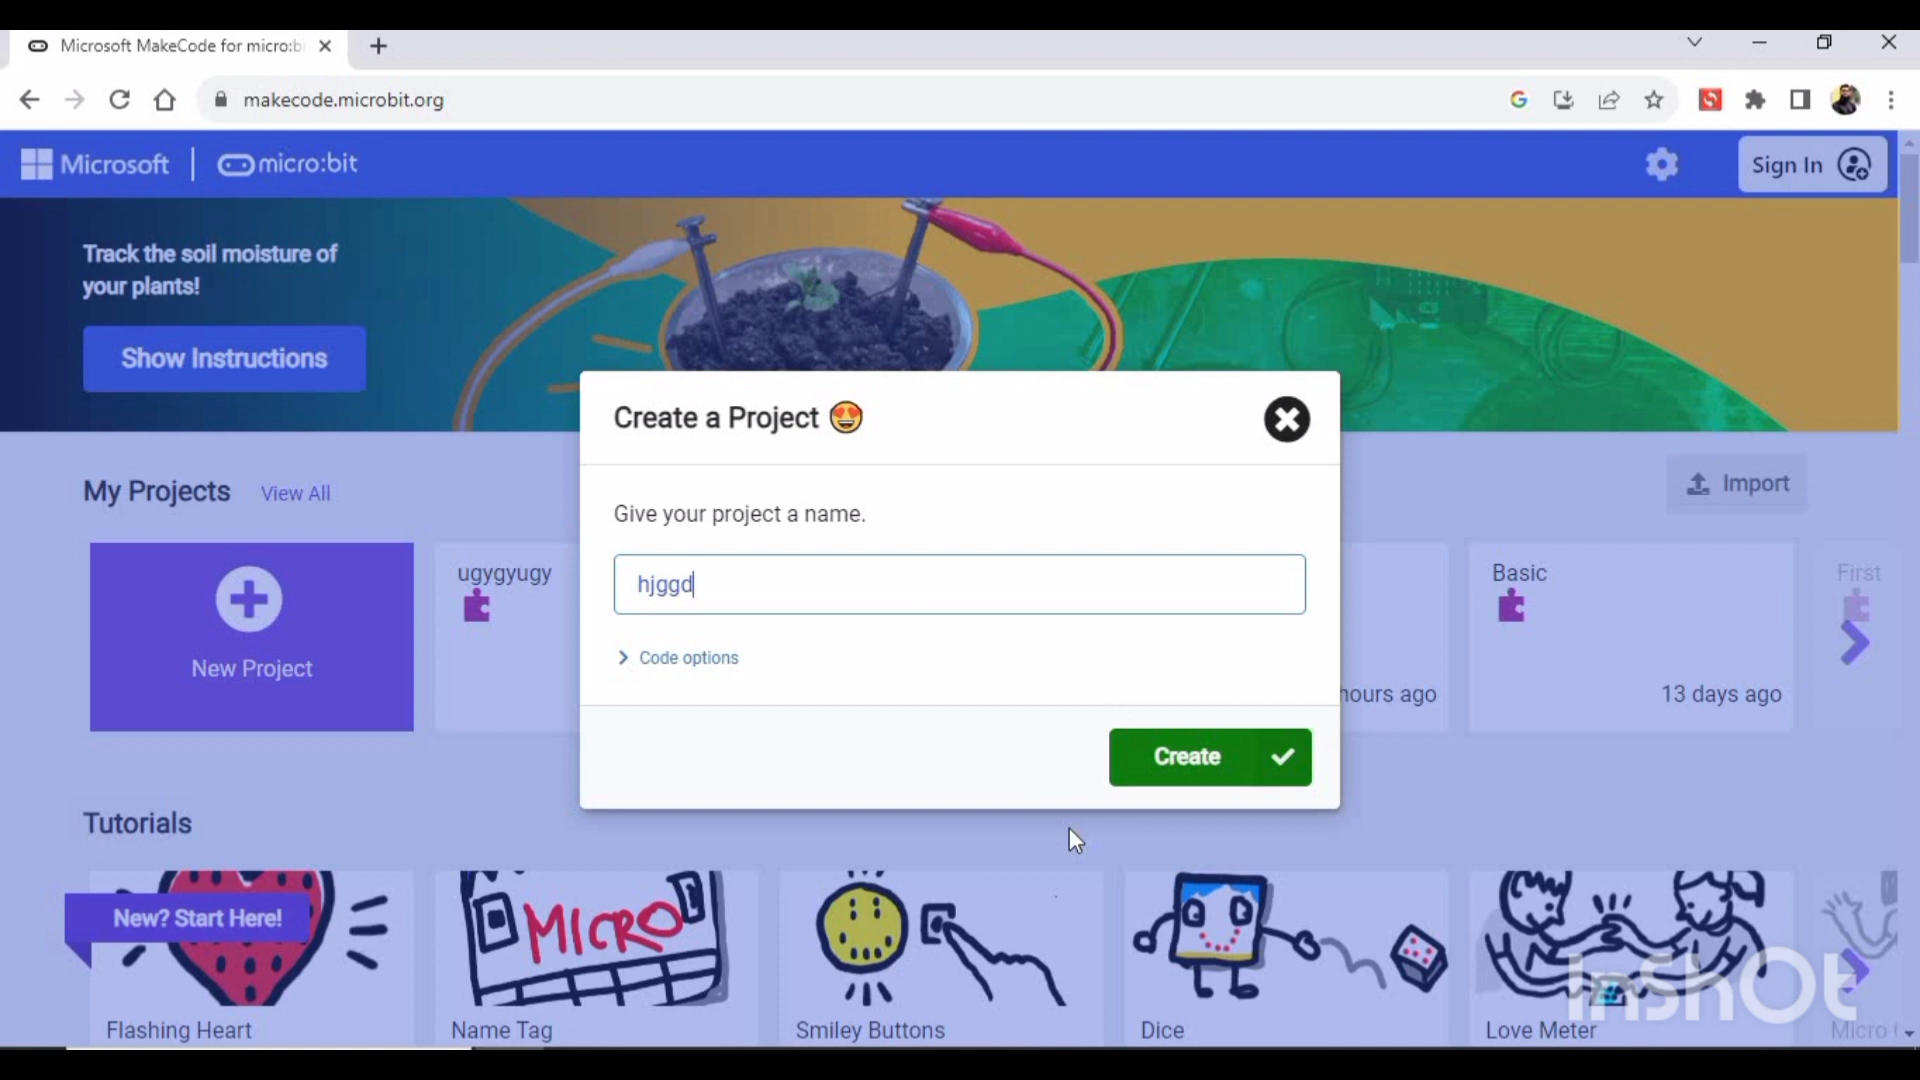 Microsoft MakeCode for micro:b
makecode.microbit.org
Microsoft
micro:bit
Sign In
Track the soil moisture of
your plants!
Show Instructions
Create a Project
My Projects
View All
Import
Give your project a name.
hjggd
Code options
Create
New Project
ugygyugy
hours ago
Basic
13 days ago
First
Tutorials
New? Start Here!
MICRO
Flashing Heart
Name Tag
Smiley Buttons
Dice
Love Meter
Micro
InShOt